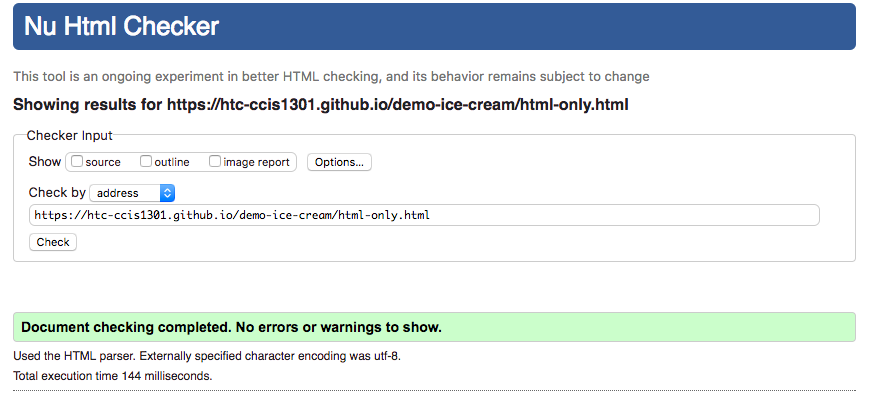 Nu Html Checker
This tool is an ongoing experiment in better HTML checking, and its behavior remains subject to change
Showing results for https://htc-ccis1301.github.io/demo-ice-cream/html-only.html
Checker Input
Show source outline image report Options...
Check by address
https://htc-ccis1301.github.io/demo-ice-cream/html-only.html
Check
Document checking completed. No errors or warnings to show.
Used the HTML parser. Externally specified character encoding was utf-8.
Total execution time 144 milliseconds.